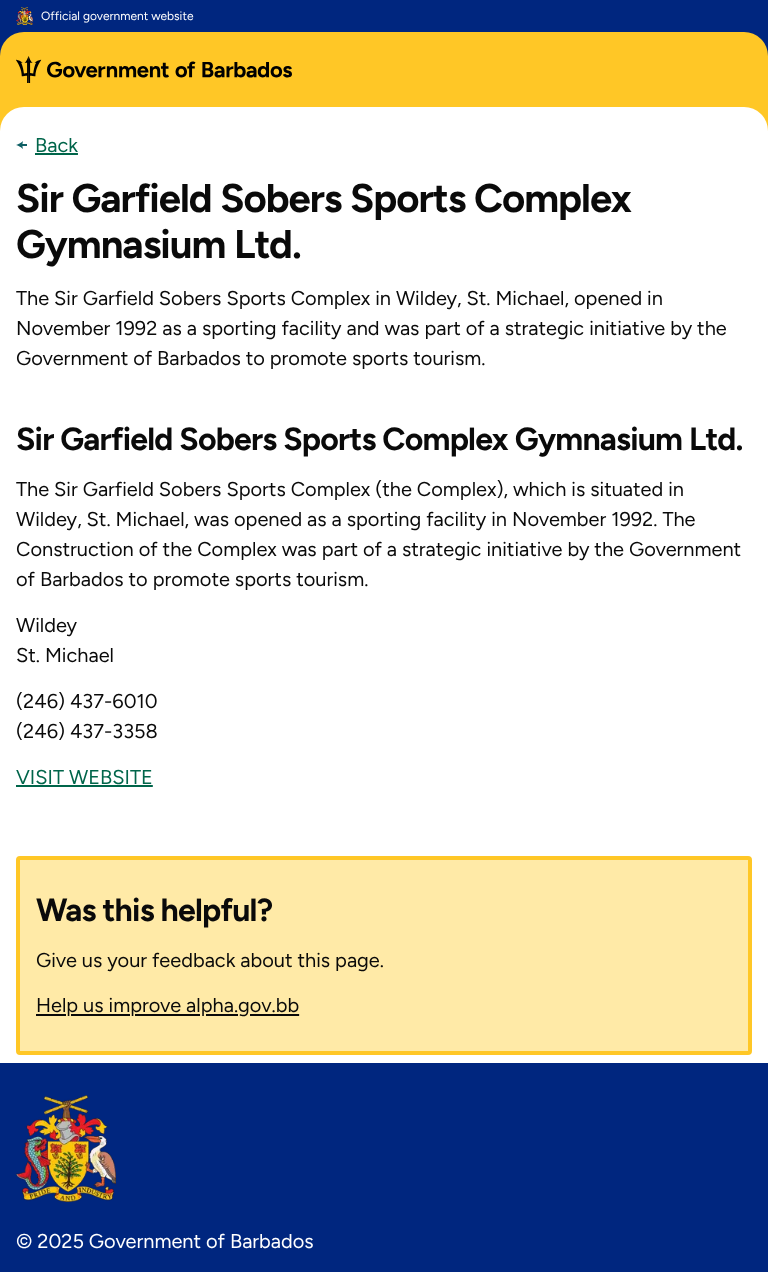 Official government website
Government of Barbados
Back
Sir Garfield Sobers Sports Complex
Gymnasium Ltd.
The Sir Garfield Sobers Sports Complex in Wildey, St. Michael, opened in
November 1992 as a sporting facility and was part of a strategic initiative by the
Government of Barbados to promote sports tourism.
Sir Garfield Sobers Sports Complex Gymnasium Ltd.
The Sir Garfield Sobers Sports Complex (the Complex), which is situated in
Wildey, St. Michael, was opened as a sporting facility in November 1992. The
Construction of the Complex was part of a strategic initiative by the Government
of Barbados to promote sports tourism.
Wildey
St. Michael
(246) 437-6010
(246) 437-3358
VISIT WEBSITE
Was this helpful?
Give us your feedback about this page.
Help us improve alpha.gov.bb
PRIDE AND INDUSTRY
© 2025 Government of Barbados